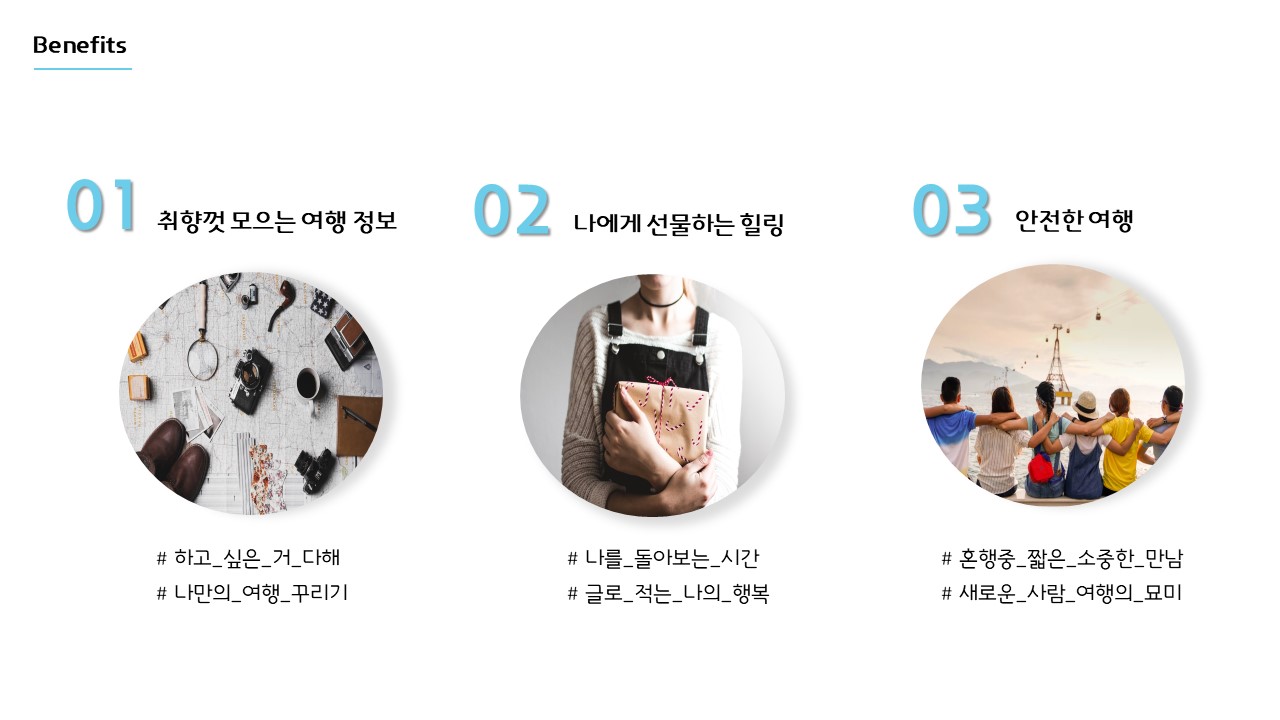 Benefits
01 취향껏 모으는 여행 정보
02 나에게 선물하는 힐링
03 안전한 여행
# 하고_싶은_거_다해
# 나만의_여행_꾸리기
# 나를_돌아보는_시간
# 글로_적는_나의_행복
# 혼행중_짧은_소중한_만남
# 새로운_사람_여행의_묘미